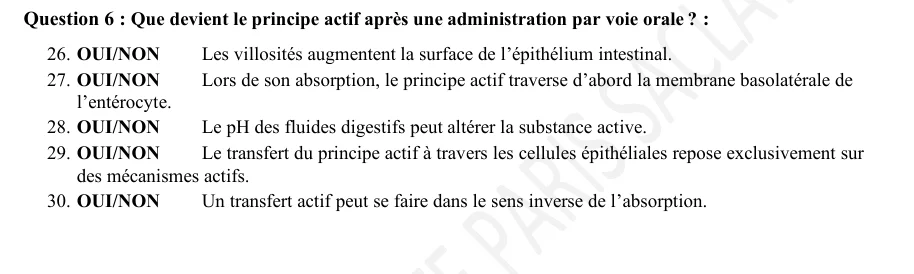 Question 6 : Que devient le principe actif après une administration par voie orale ? :
26. OUI/NON Les villosités augmentent la surface de l'épithélium intestinal.
27. OUI/NON Lors de son absorption, le principe actif traverse d'abord la membrane basolatérale de
l'entérocyte.
28. OUI/NON Le pH des fluides digestifs peut altérer la substance active.
29. OUI/NON Le transfert du principe actif à travers les cellules épithéliales repose exclusivement sur
des mécanismes actifs.
30. OUI/NON Un transfert actif peut se faire dans le sens inverse de l'absorption.
PARIS SACLA